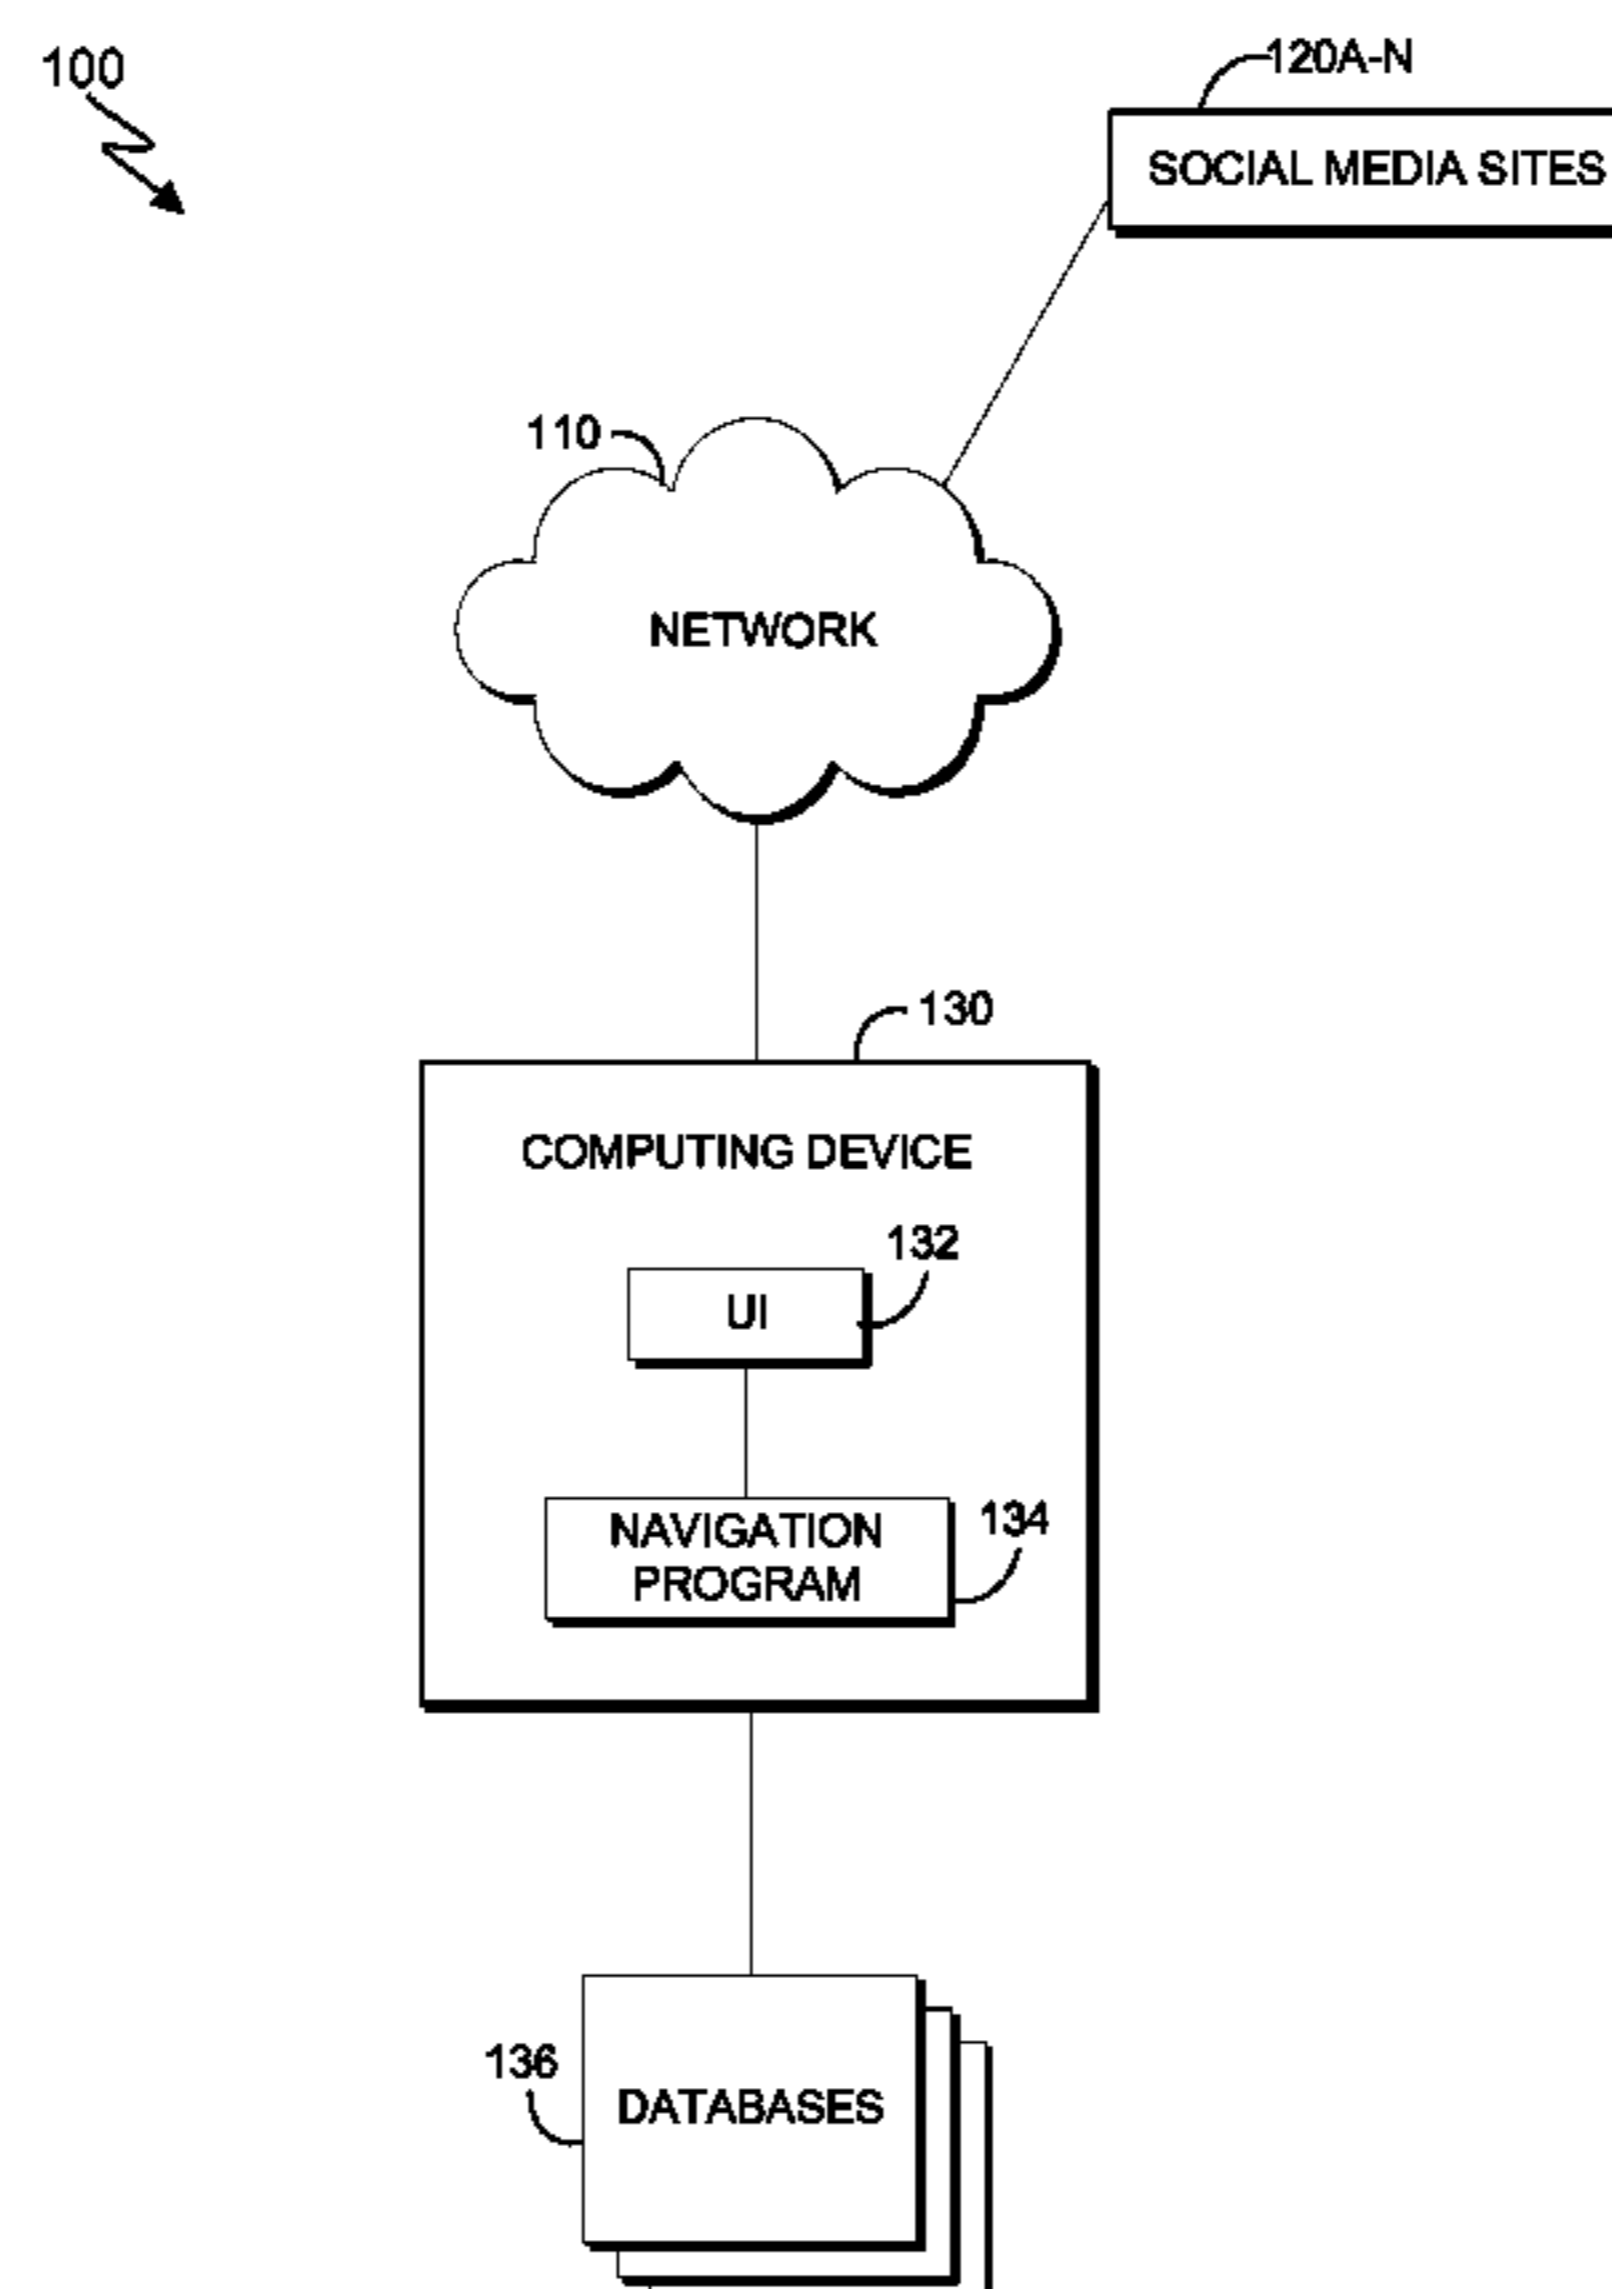 100
120A-N
SOCIAL MEDIA SITES
110
NETWORK
130
COMPUTING DEVICE
132
UI
134
NAVIGATION
PROGRAM
136
DATABASES